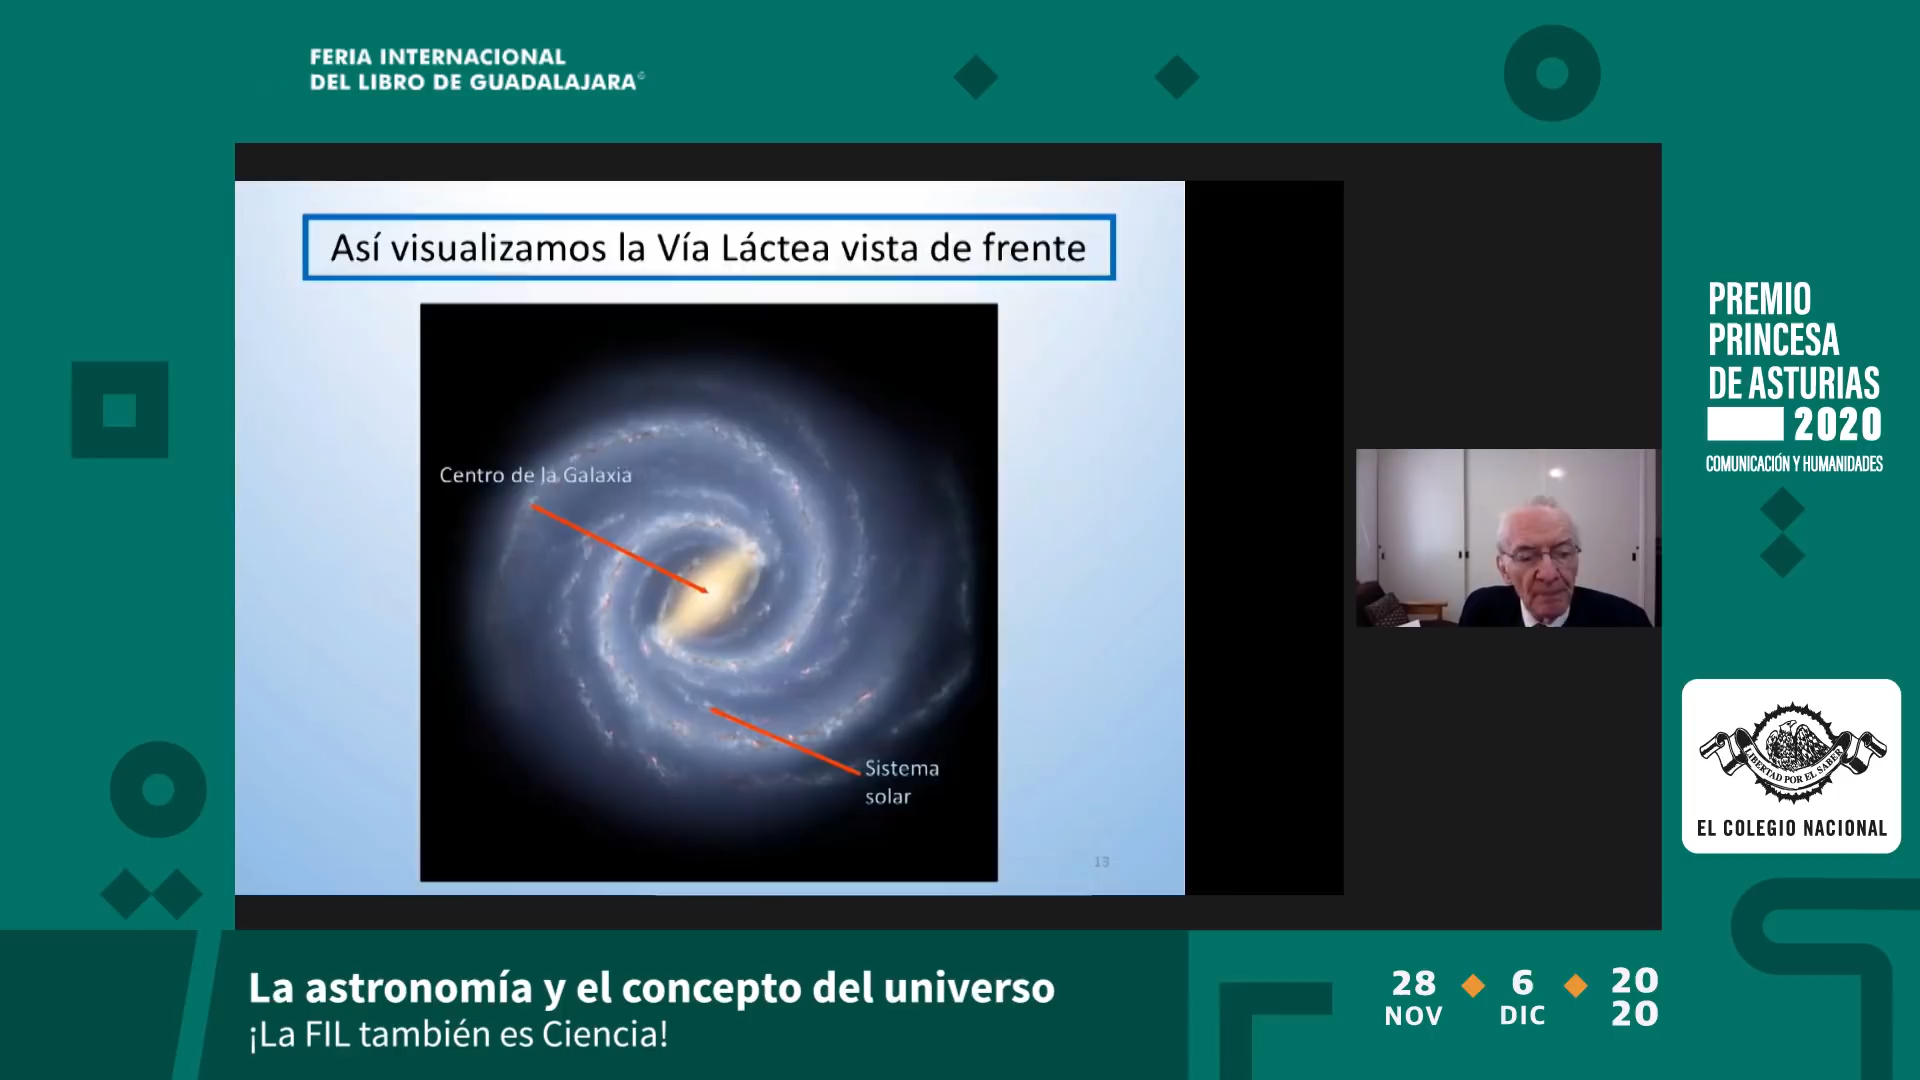 FERIA INTERNACIONAL
DEL LIBRO DE GUADALAJARA®
Así visualizamos la Vía Láctea vista de frente
Centro de la Galaxia
Sistema
solar
13
PREMIO
PRINCESA
DE ASTURIAS
2020
COMUNICACIÓN Y HUMANIDADES
LIBERTAD POR EL SABER
EL COLEGIO NACIONAL
La astronomía y el concepto del universo
¡La FIL también es Ciencia!
28 6 20
NOV DIC 20